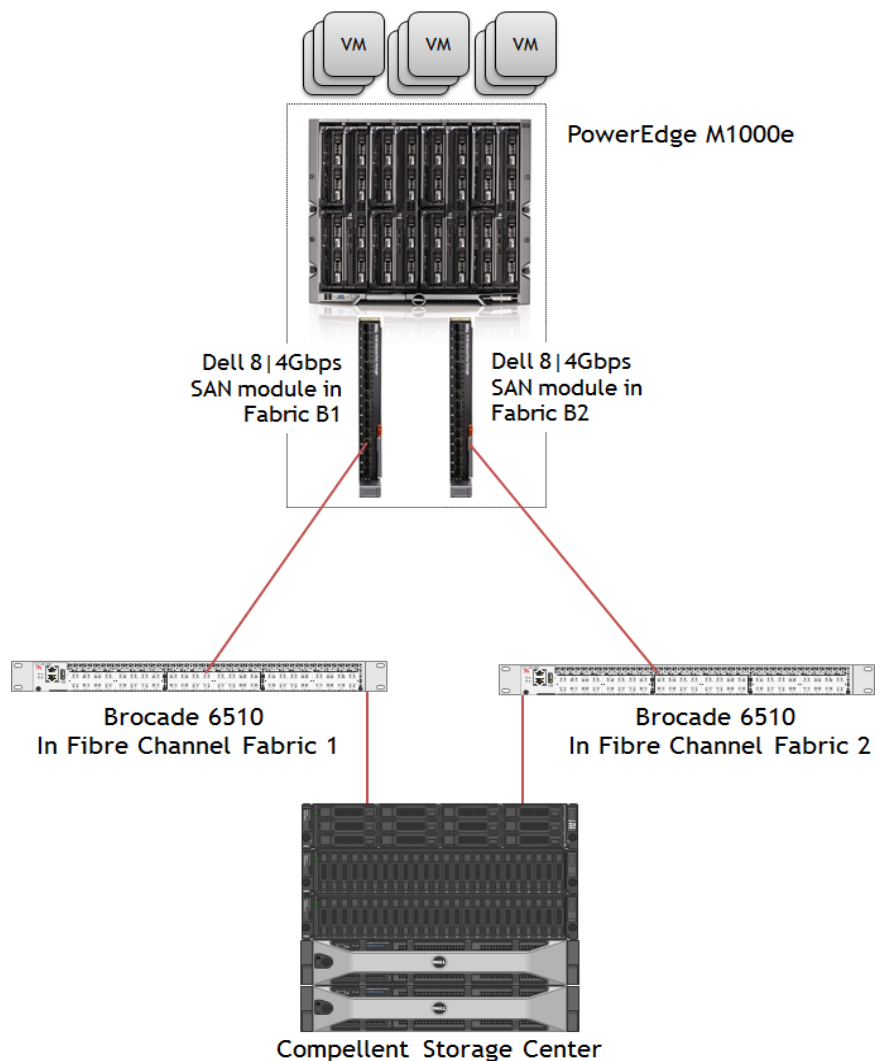 VM
VM
VM
PowerEdge M1000e
Dell 8|4Gbps
SAN module in
Fabric B1
Dell 8|4Gbps
SAN module in
Fabric B2
Brocade 6510
In Fibre Channel Fabric 1
Brocade 6510
In Fibre Channel Fabric 2
DELL
DELL
Compellent Storage Center